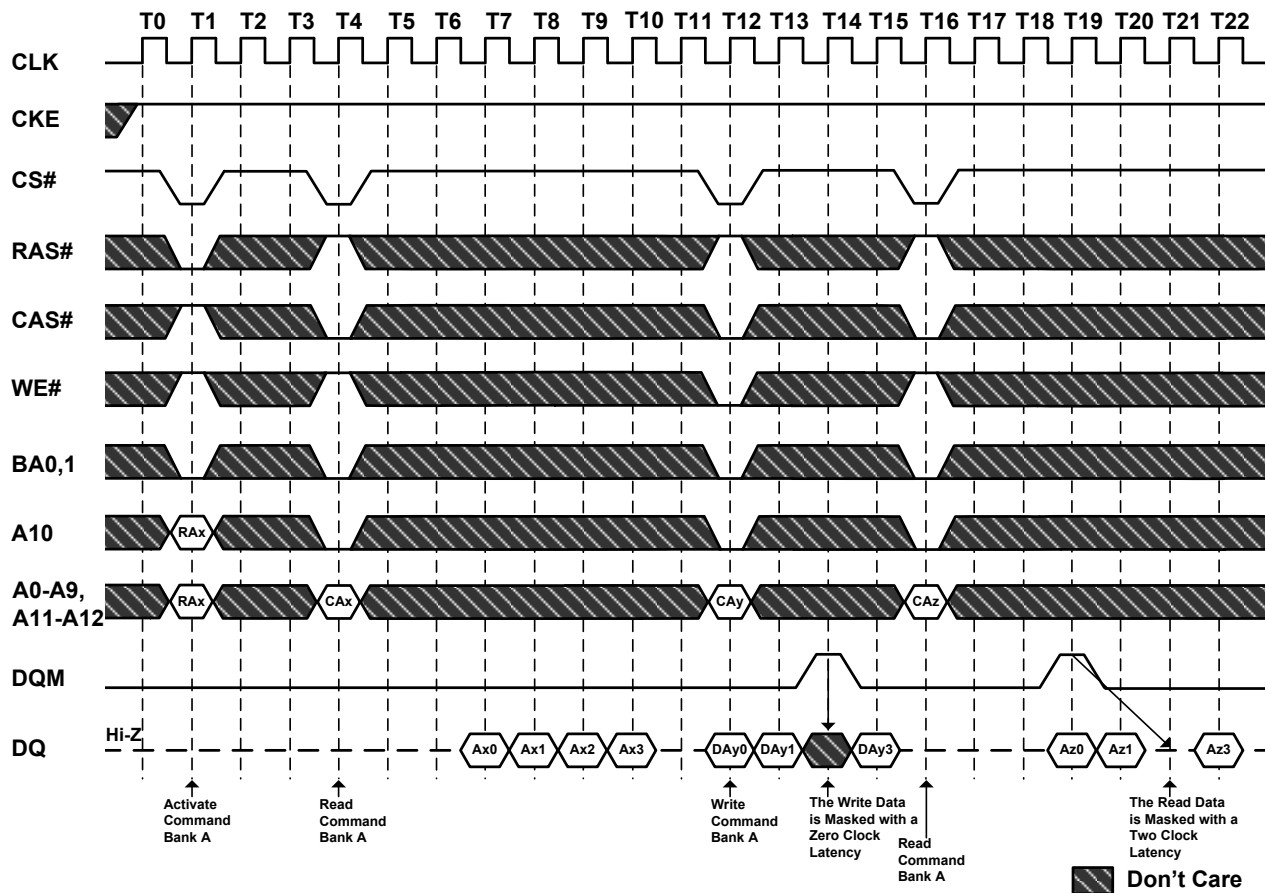 T0 T1 T2 T3 T4 T5 T6 T7 T8 T9 T10 T11 T12 T13 T14 T15 T16 T17 T18 T19 T20 T21 T22
CLK
CKE
CS#
RAS#
CAS#
WE#
BA0,1
A10
RAx
A0-A9,
A11-A12
RAx CAx CAy CAz
DQM
DQ
Hi-Z
Ax0 Ax1 Ax2 Ax3 DAy0 DAy1 DAy3 Az0 Az1 Az3
Activate
Command
Bank A
Read
Command
Bank A
Write
Command
Bank A
The Write Data
is Masked with a
Zero Clock
Latency
Read
Command
Bank A
The Read Data
is Masked with a
Two Clock
Latency
Don't Care